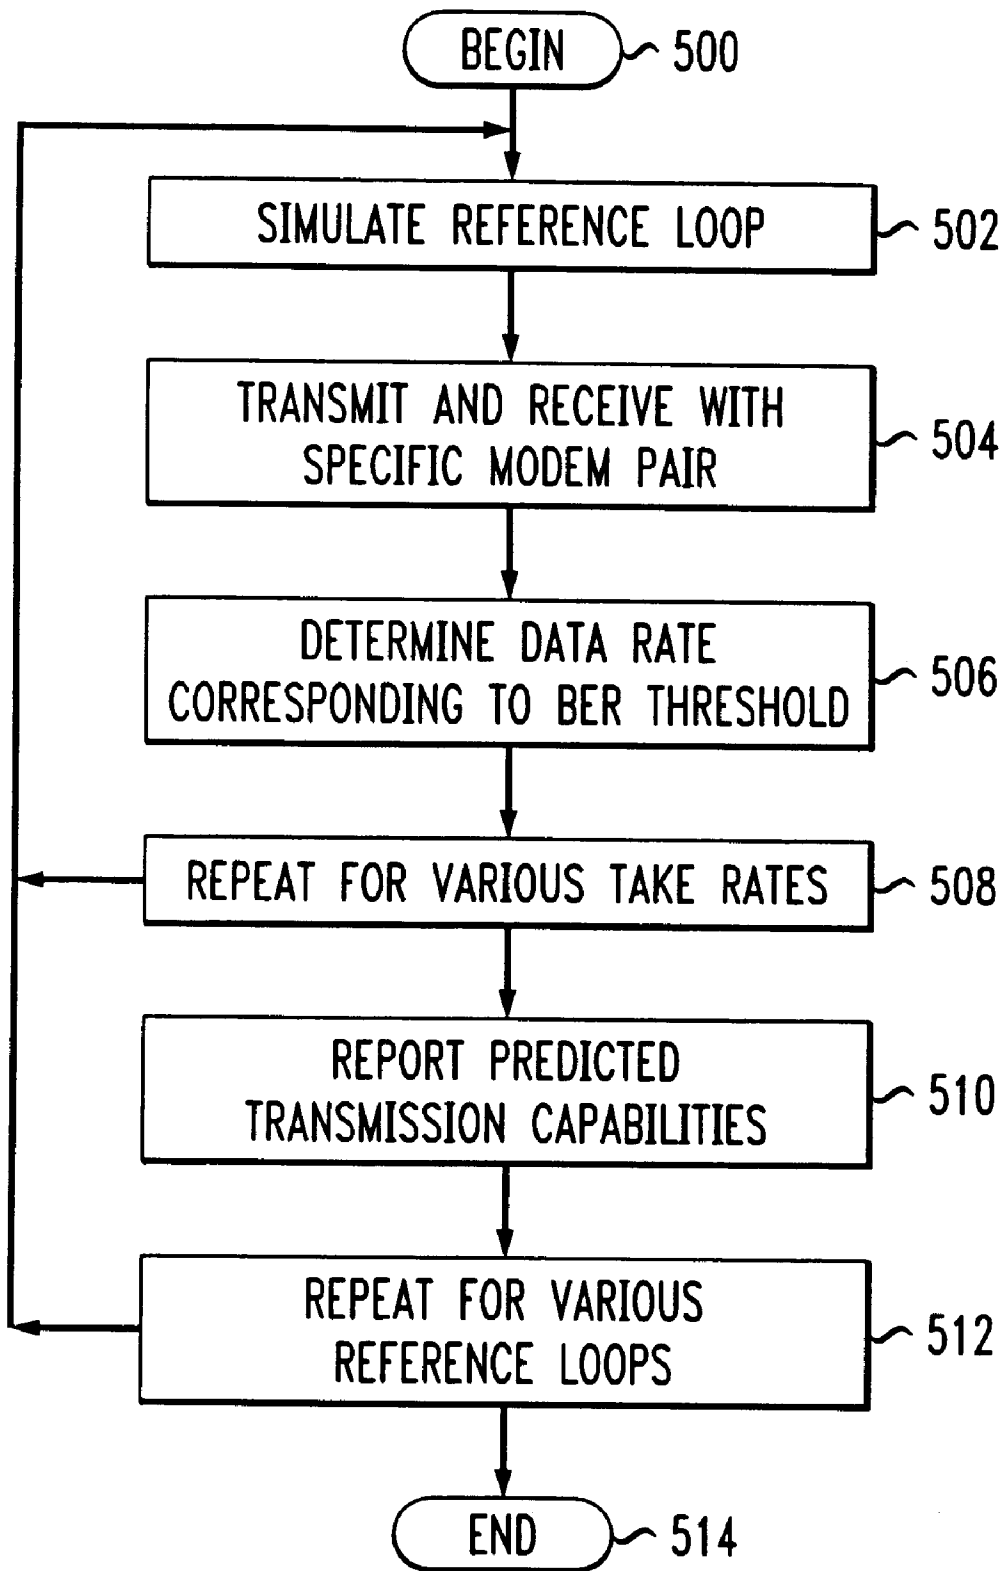 BEGIN 500
SIMULATE REFERENCE LOOP 502
TRANSMIT AND RECEIVE WITH
SPECIFIC MODEM PAIR 504
DETERMINE DATA RATE
CORRESPONDING TO BER THRESHOLD 506
REPEAT FOR VARIOUS TAKE RATES 508
REPORT PREDICTED
TRANSMISSION CAPABILITIES 510
REPEAT FOR VARIOUS
REFERENCE LOOPS 512
END 514